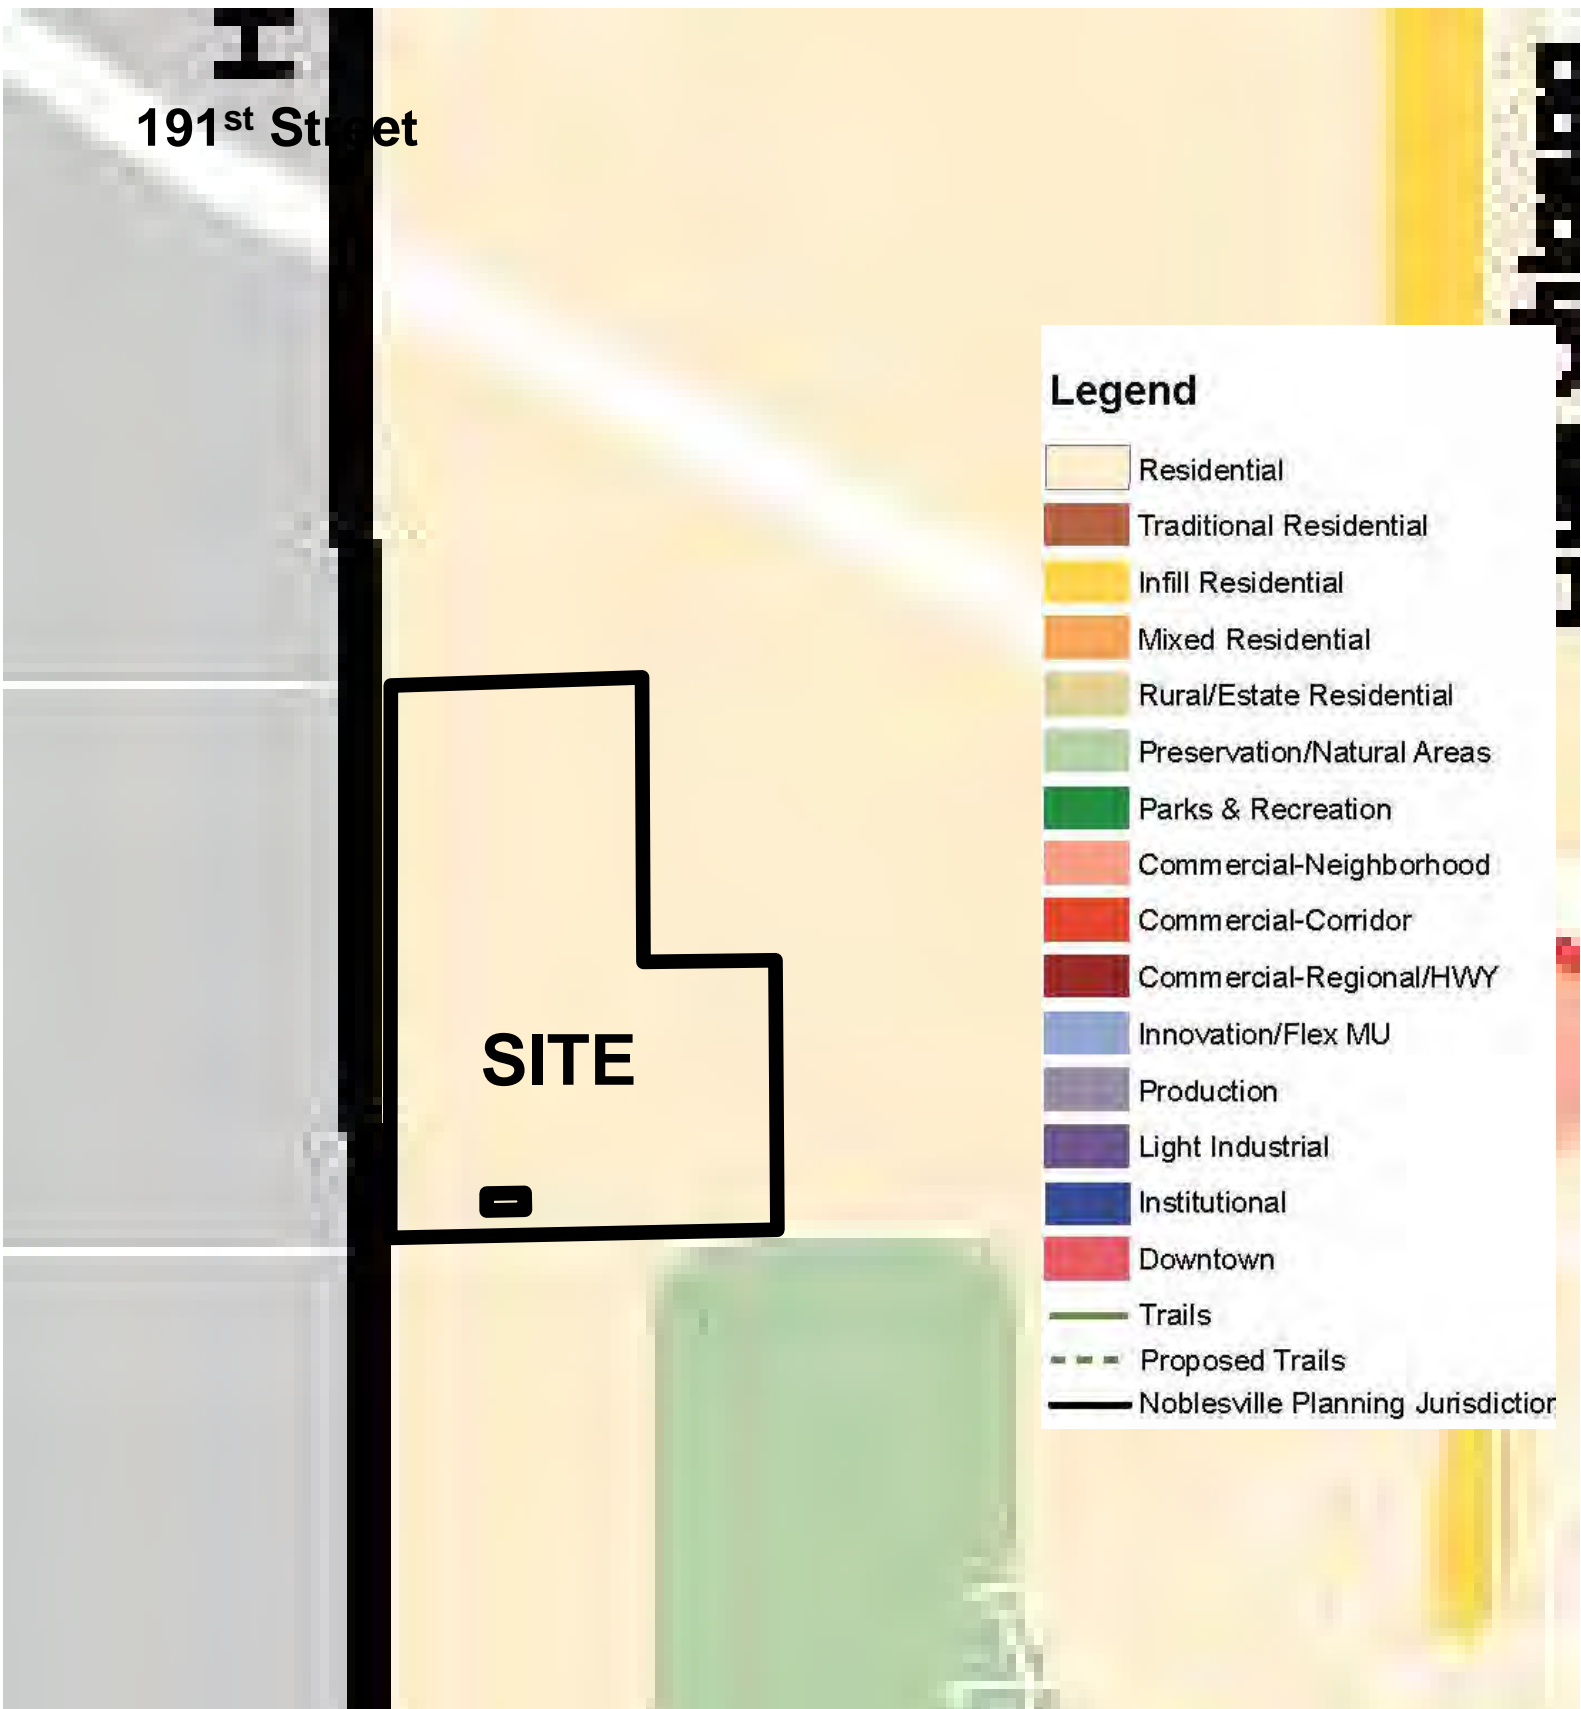 191st Street
Legend
Residential
Traditional Residential
Infill Residential
Mixed Residential
Rural/Estate Residential
Preservation/Natural Areas
Parks & Recreation
Commercial-Neighborhood
Commercial-Corridor
Commercial-Regional/HWY
Innovation/Flex MU
Production
Light Industrial
Institutional
Downtown
Trails
Proposed Trails
Noblesville Planning Jurisdiction
SITE